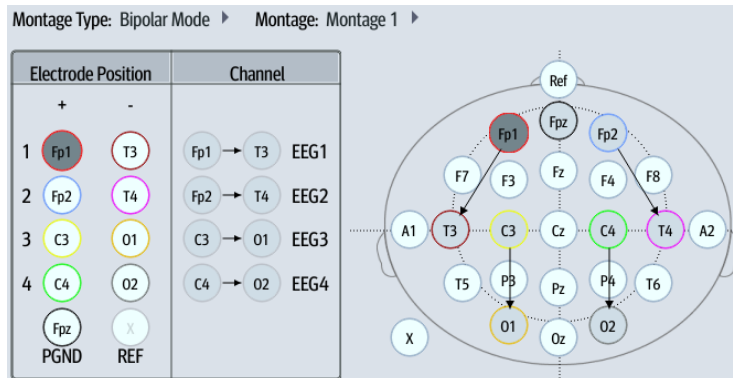 Montage Type: Bipolar Mode Montage: Montage 1
Electrode Position Channel
+ -
1 Fp1 T3 Fp1 T3 EEG1
2 Fp2 T4 Fp2 T4 EEG2
3 C3 O1 C3 O1 EEG3
4 C4 O2 C4 O2 EEG4
Fpz X
PGND REF
Ref
Fp1 Fpz Fp2
F7 F3 Fz F4 F8
A1 T3 C3 Cz C4 T4 A2
T5 P3 Pz P4 T6
X O1 Oz O2